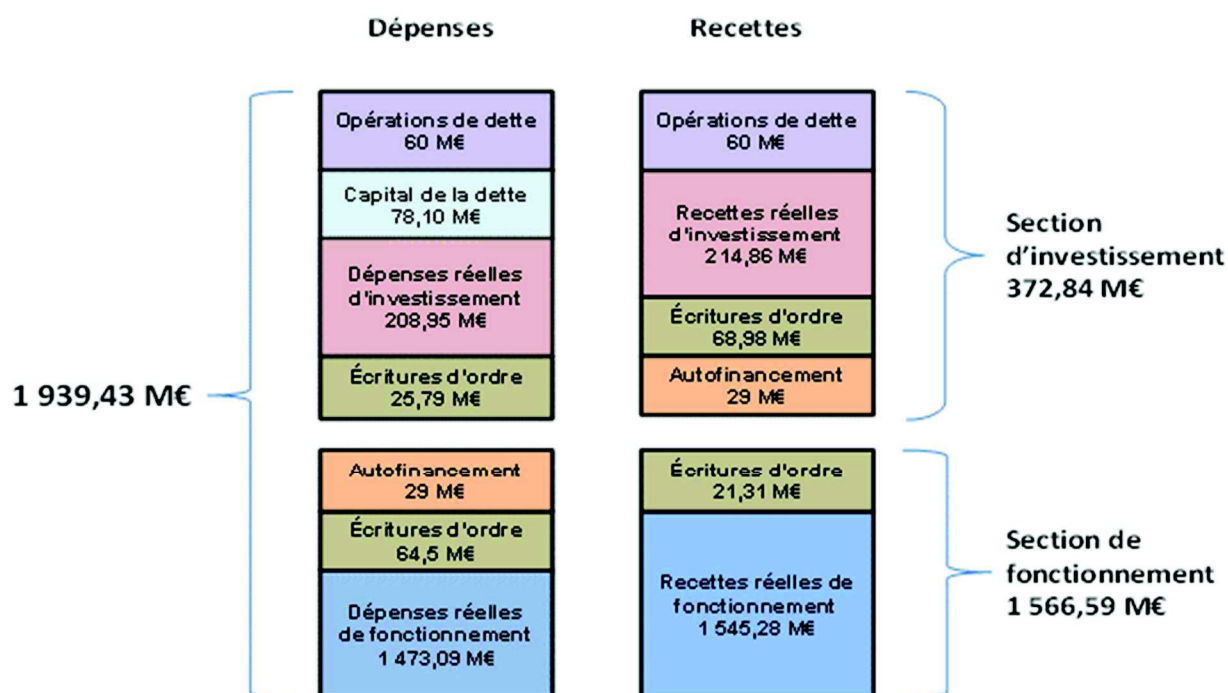 Dépenses
Recettes
1 939,43 M€
Opérations de dette
60 M€
Capital de la dette
78,10 M€
Dépenses réelles
d'investissement
208,95 M€
Écritures d'ordre
25,79 M€
Autofinancement
29 M€
Écritures d'ordre
64,5 M€
Dépenses réelles
de fonctionnement
1 473,09 M€
Opérations de dette
60 M€
Recettes réelles
d'investissement
214,86 M€
Écritures d'ordre
68,98 M€
Autofinancement
29 M€
Écritures d'ordre
21,31 M€
Recettes réelles de
fonctionnement
1 545,28 M€
Section
d'investissement
372,84 M€
Section de
fonctionnement
1 566,59 M€